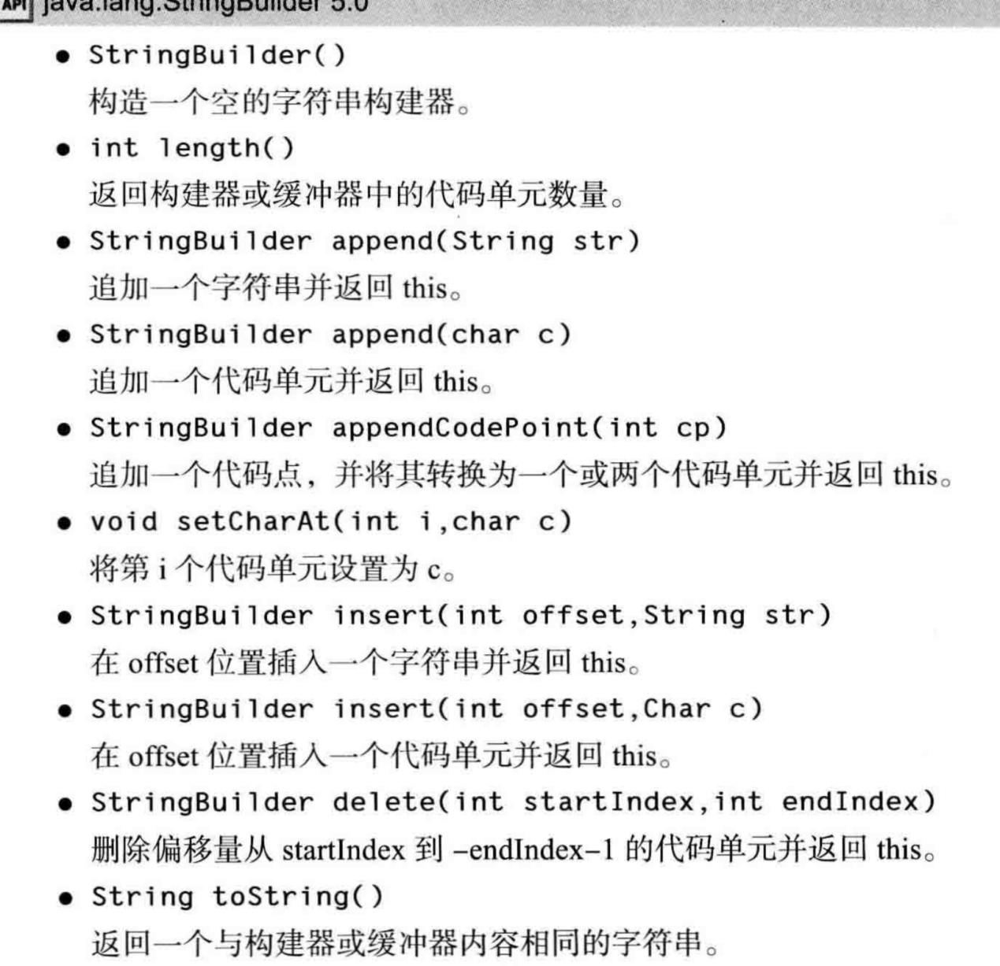 API java.lang.StringBuilder 5.0
● StringBuilder()
构造一个空的字符串构建器。
● int length()
返回构建器或缓冲器中的代码单元数量。
● StringBuilder append(String str)
追加一个字符串并返回 this。
● StringBuilder append(char c)
追加一个代码单元并返回 this。
● StringBuilder appendCodePoint(int cp)
追加一个代码点，并将其转换为一个或两个代码单元并返回 this。
● void setCharAt(int i,char c)
将第 i 个代码单元设置为 c。
● StringBuilder insert(int offset,String str)
在 offset 位置插入一个字符串并返回 this。
● StringBuilder insert(int offset,Char c)
在 offset 位置插入一个代码单元并返回 this。
● StringBuilder delete(int startIndex,int endIndex)
删除偏移量从 startIndex 到 –endIndex–1 的代码单元并返回 this。
● String toString()
返回一个与构建器或缓冲器内容相同的字符串。